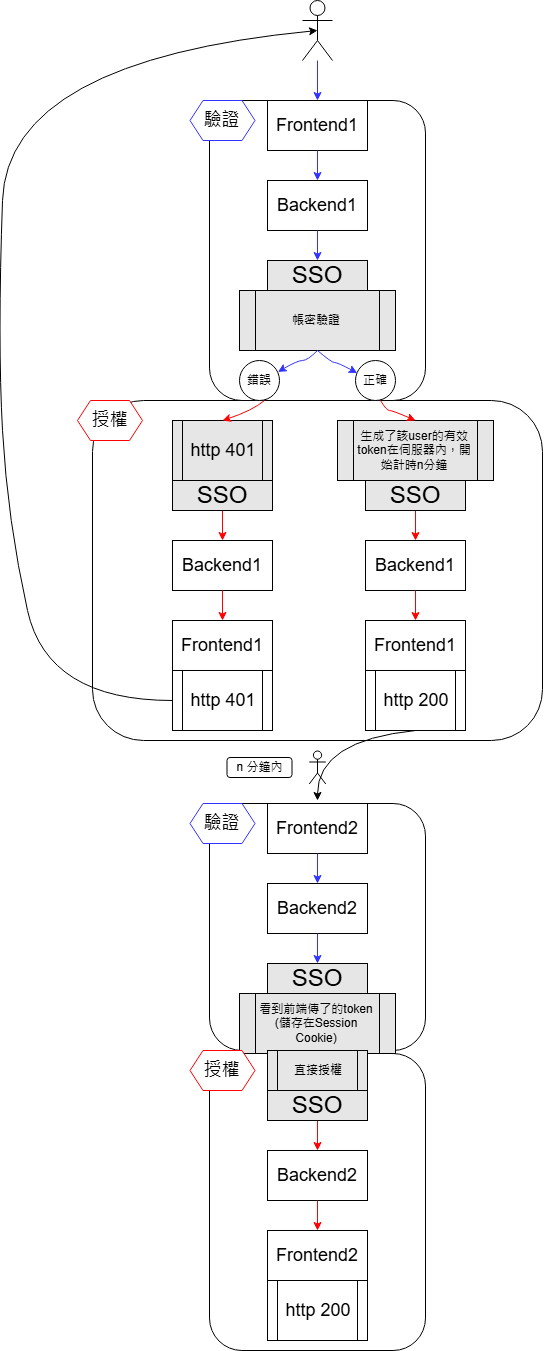 驗證
Frontend1
Backend1
SSO
帳密驗證
錯誤
正確
授權
http 401
SSO
Backend1
Frontend1
http 401
生成了該user的有效
token在伺服器內，開
始計時n分鐘
SSO
Backend1
Frontend1
http 200
n 分鐘內
驗證
Frontend2
Backend2
SSO
看到前端傳了的token
(儲存在Session
Cookie)
授權
直接授權
SSO
Backend2
Frontend2
http 200